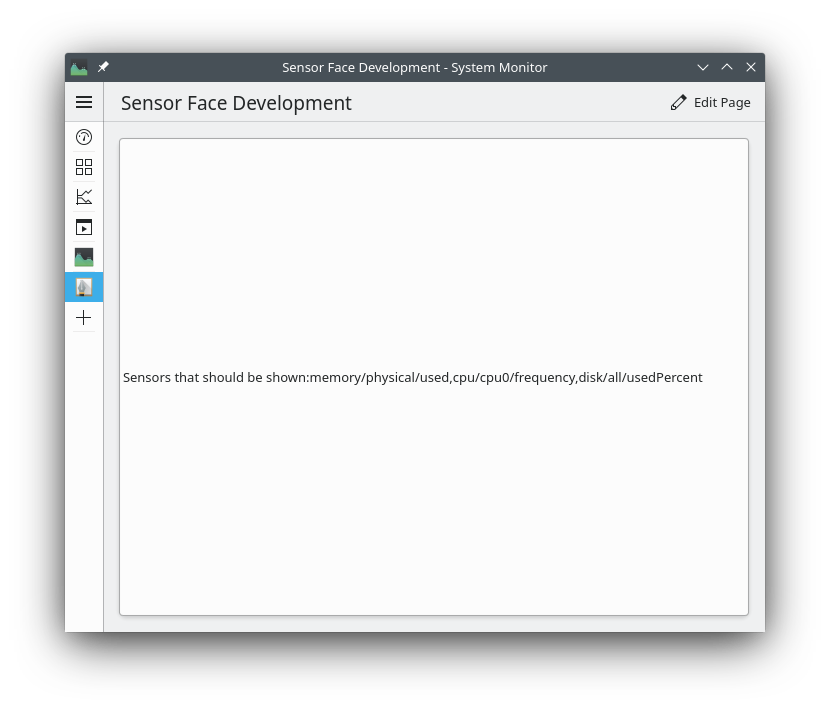 Sensor Face Development - System Monitor
Sensor Face Development
Edit Page
Sensors that should be shown:memory/physical/used,cpu/cpu0/frequency,disk/all/usedPercent